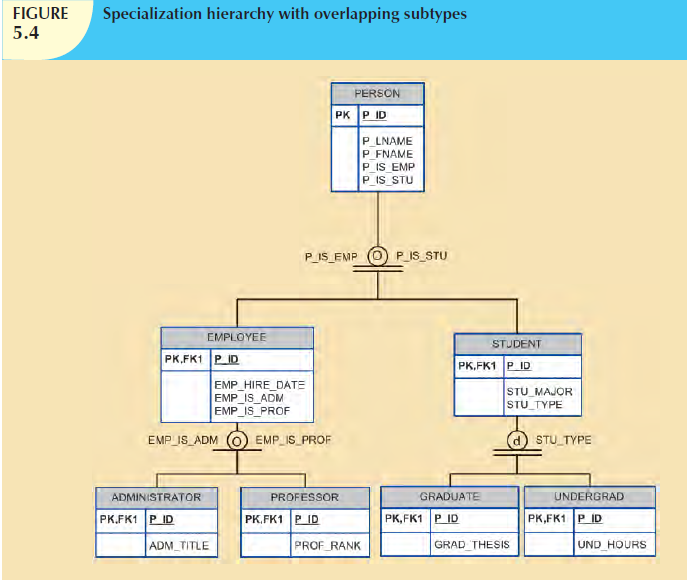 FIGURE
5.4
Specialization hierarchy with overlapping subtypes
PERSON
PK P_ID
P_LNAME
P_FNAME
P_IS_EMP
P_IS_STU
P_IS_EMP O P_IS_STU
EMPLOYEE
PK,FK1 P_ID
EMP_HIRE_DATE
EMP_IS_ADM
EMP_IS_PROF
STUDENT
PK,FK1 P_ID
STU_MAJOR
STU_TYPE
EMP_IS_ADM O EMP_IS_PROF
d STU_TYPE
ADMINISTRATOR
PK,FK1 P_ID
ADM_TITLE
PROFESSOR
PK,FK1 P_ID
PROF_RANK
GRADUATE
PK,FK1 P_ID
GRAD_THESIS
UNDERGRAD
PK,FK1 P_ID
UND_HOURS